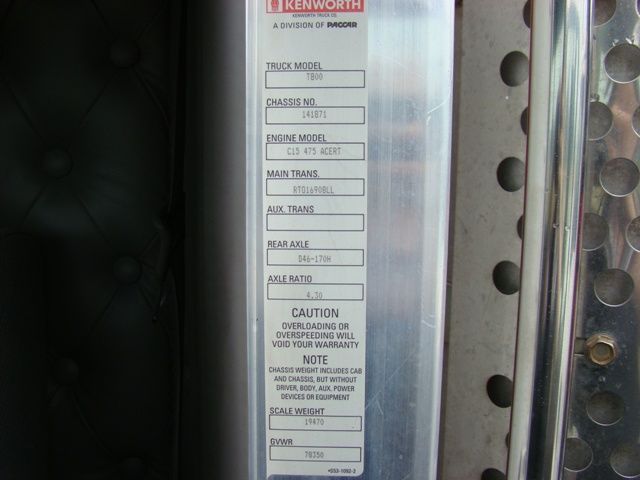 KENWORTH
KENWORTH TRUCK CO.
A DIVISION OF PACCAR
TRUCK MODEL
T800
CHASSIS NO.
141871
ENGINE MODEL
C15 475 ACERT
MAIN TRANS.
RTO16908LL
AUX. TRANS
REAR AXLE
D46-170H
AXLE RATIO
4.30
CAUTION
OVERLOADING OR
OVERSPEEDING WILL
VOID YOUR WARRANTY
NOTE
CHASSIS WEIGHT INCLUDES CAB
AND CHASSIS, BUT WITHOUT
DRIVER, BODY, AUX. POWER
DEVICES OR EQUIPMENT
SCALE WEIGHT
19470
GVWR
78350
•S53-1092-2